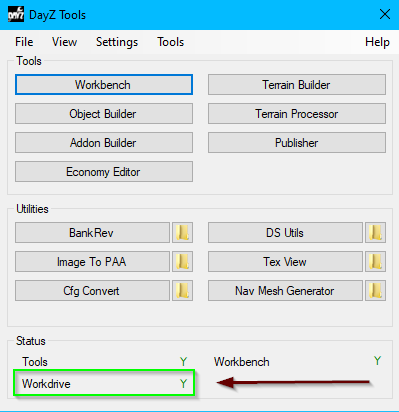 DAYZ DayZ Tools
File View Settings Tools Help
Tools
Workbench Terrain Builder
Object Builder Terrain Processor
Addon Builder Publisher
Economy Editor
Utilities
BankRev DS Utils
Image To PAA Tex View
Cfg Convert Nav Mesh Generator
Status
Tools Y Workbench Y
Workdrive Y